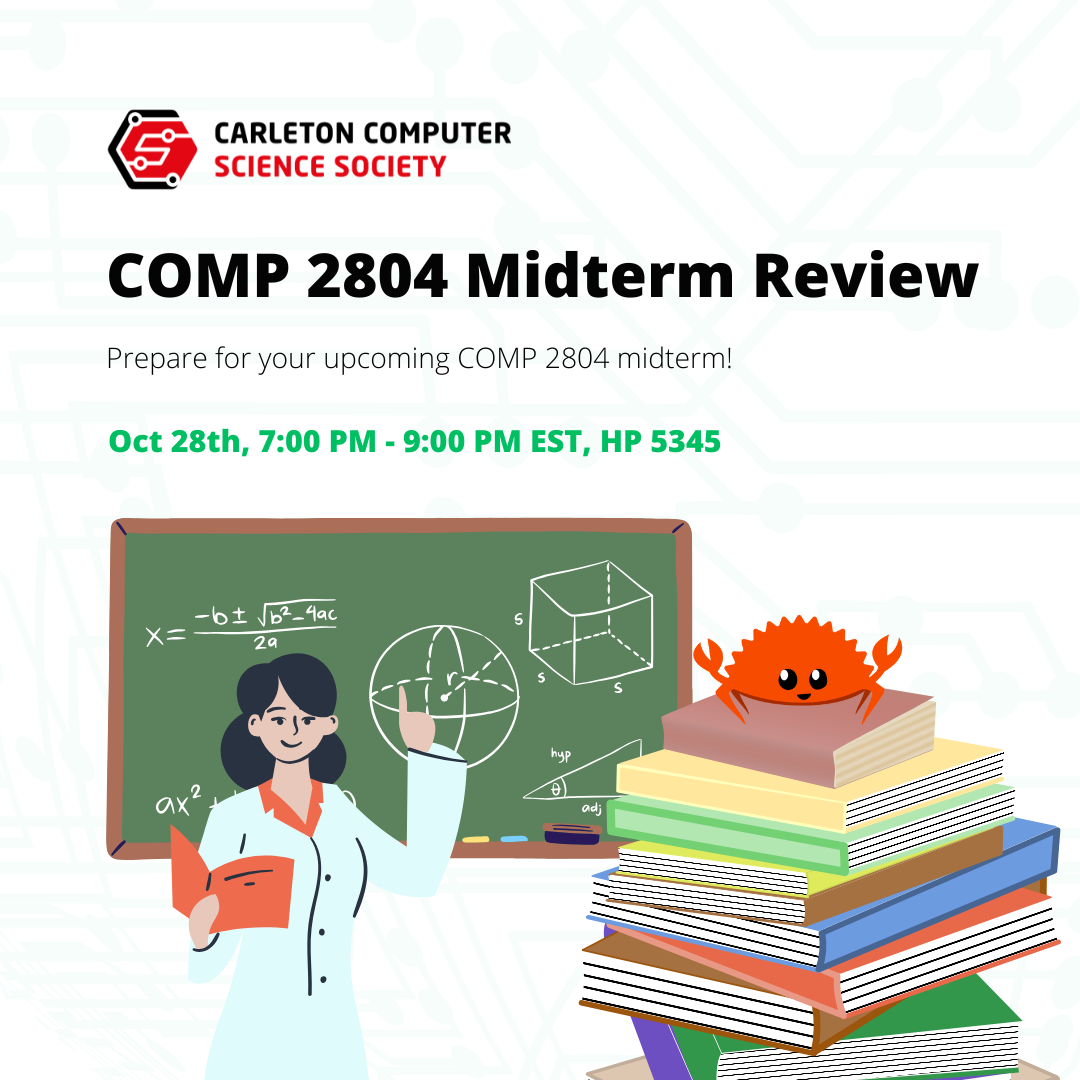 CARLETON COMPUTER
SCIENCE SOCIETY
COMP 2804 Midterm Review
Prepare for your upcoming COMP 2804 midterm!
Oct 28th, 7:00 PM - 9:00 PM EST, HP 5345
x = -b ± √b² - 4ac
2a
r
s
s
s
hyp
θ
adj
ax² +